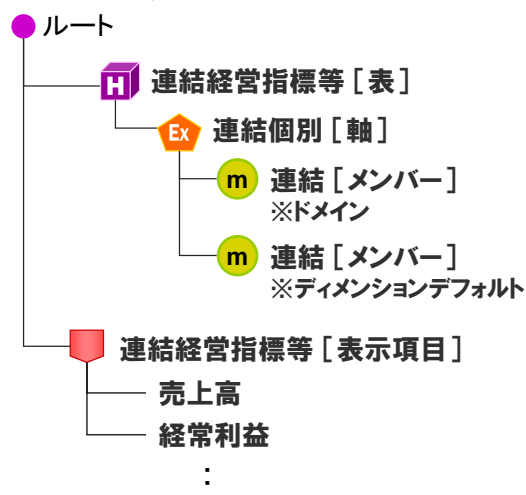 ルート
H 連結経営指標等［表］
Ex 連結個別［軸］
m 連結［メンバー］
※ドメイン
m 連結［メンバー］
※ディメンションデフォルト
連結経営指標等［表示項目］
売上高
経常利益
：